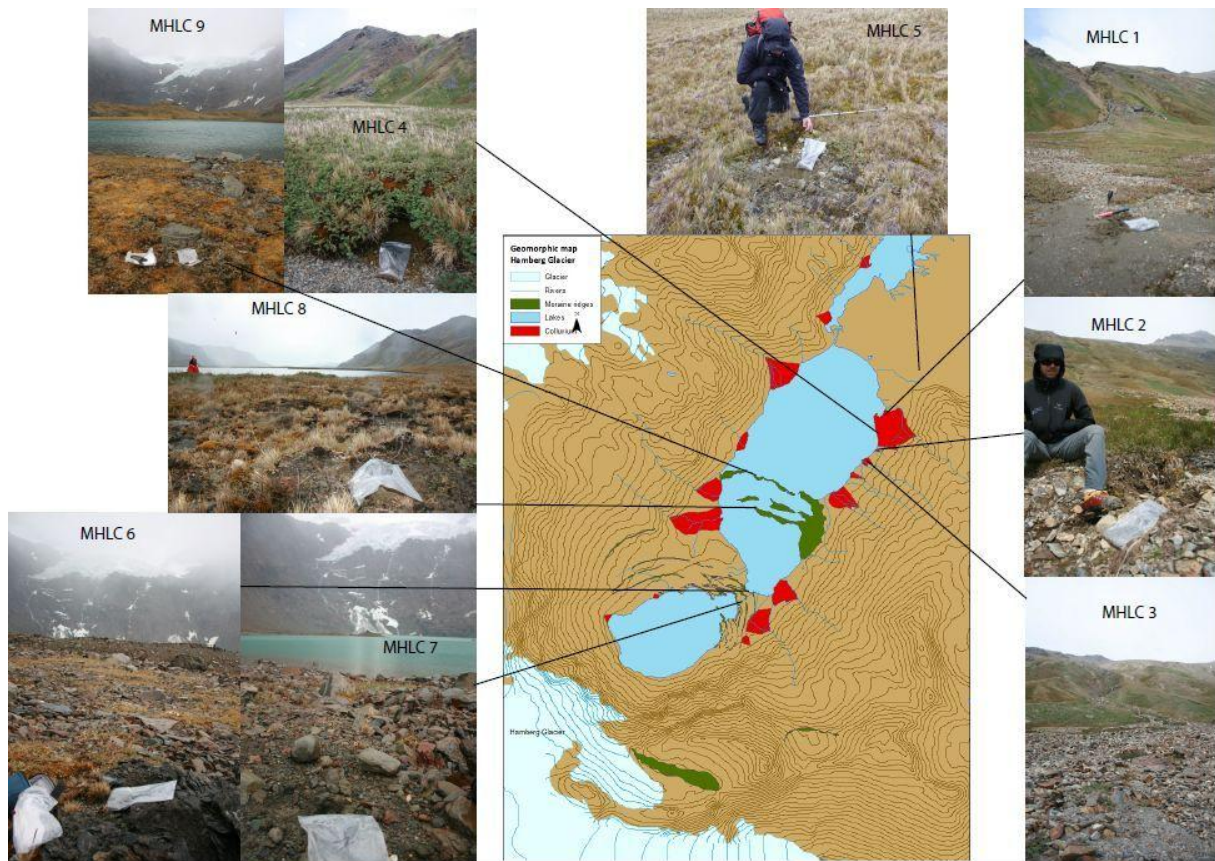 MHLC 9
MHLC 4
MHLC 5
MHLC 1
MHLC 8
MHLC 2
Geomorphic map
Hamberg Glacier
Glacier
Rivers
Moraine ridges
Lakes
Colluvium
MHLC 6
MHLC 7
MHLC 3
Hamberg Glacier